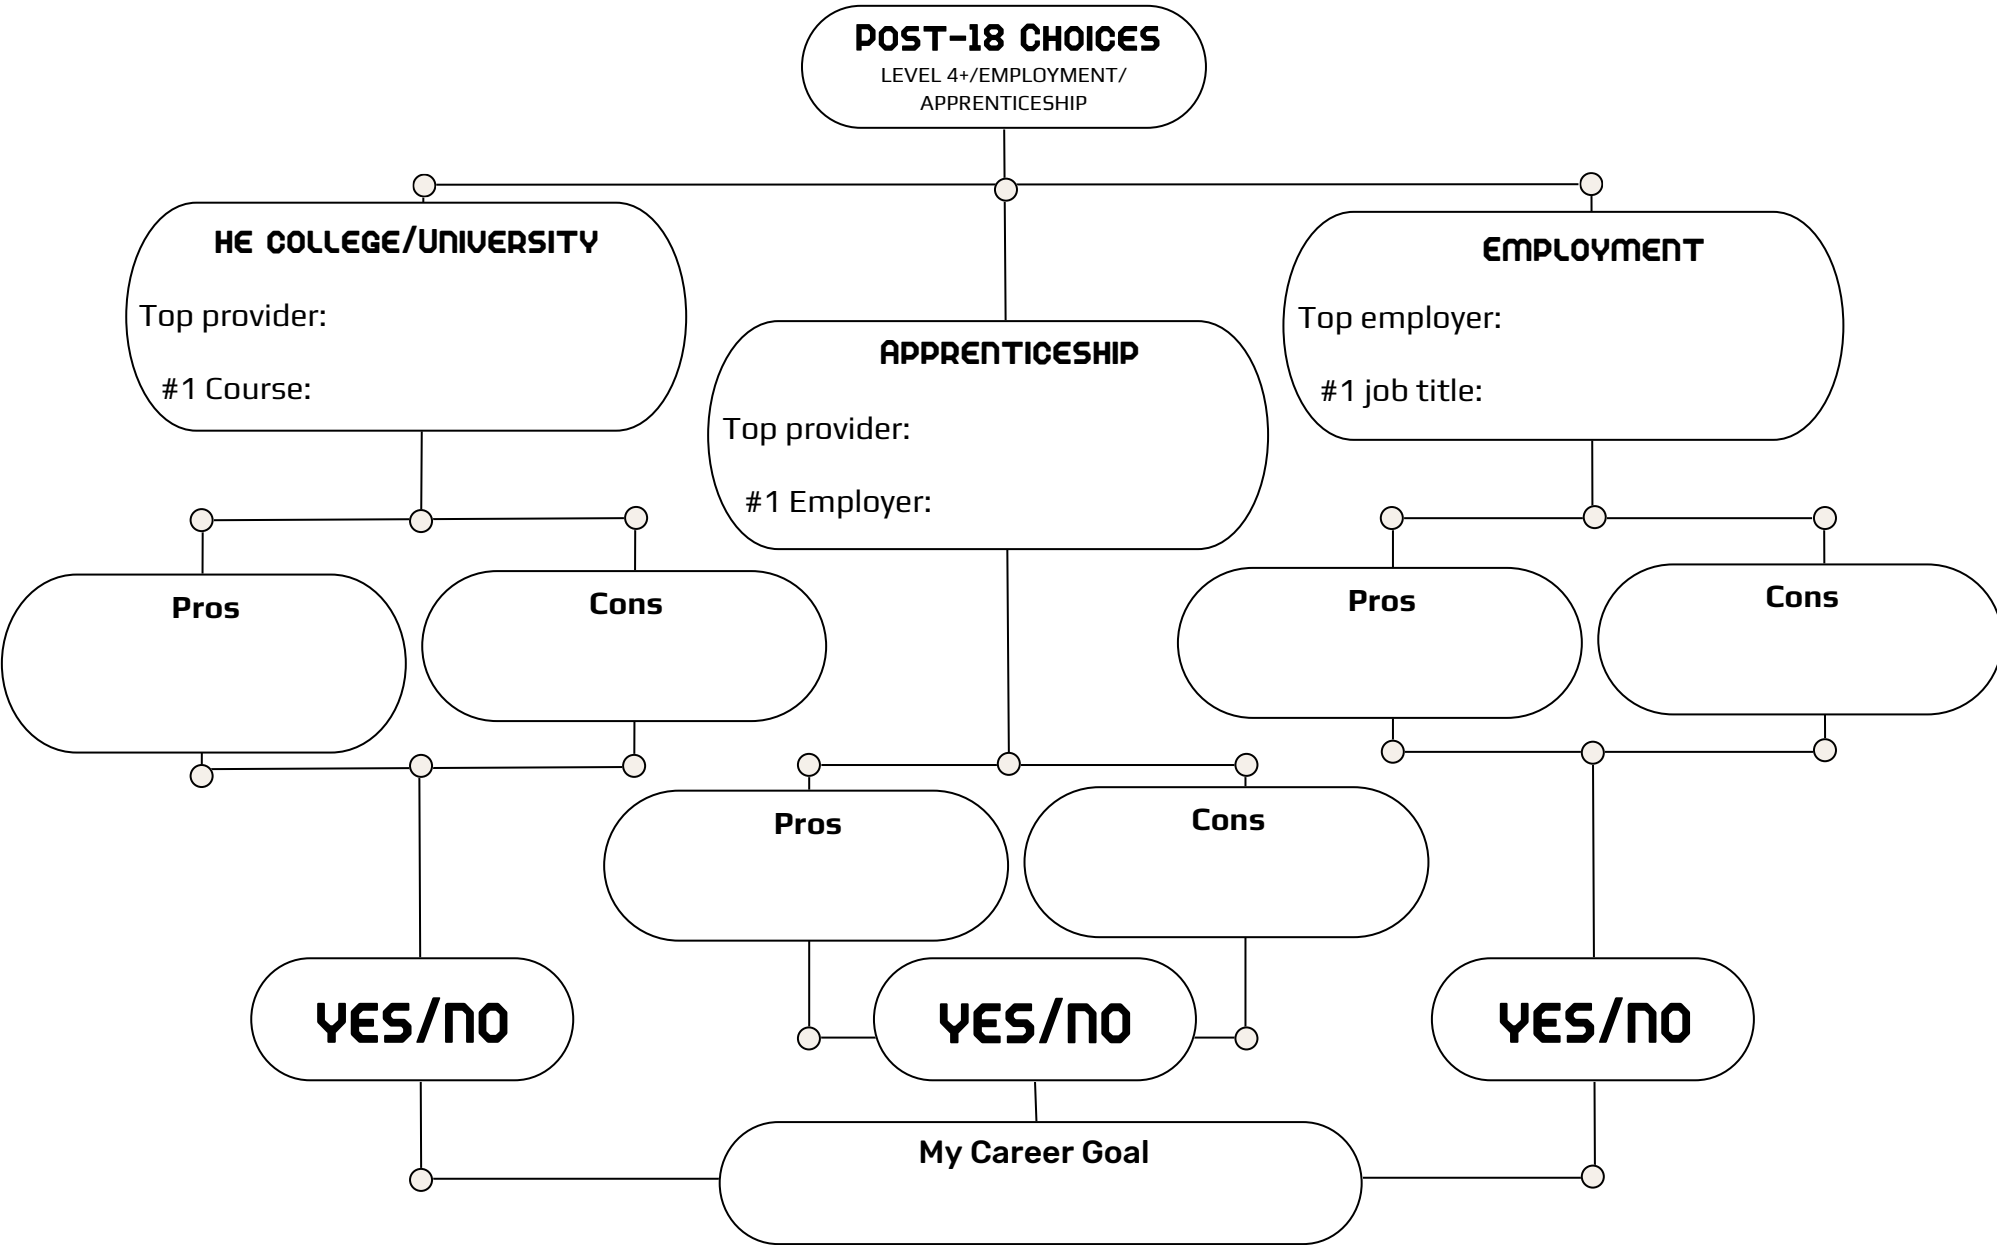 Post-18 Choices
LEVEL 4+/EMPLOYMENT/
APPRENTICESHIP
HE college/University
Top provider:
#1 Course:
Apprenticeship
Top provider:
#1 Employer:
Employment
Top employer:
#1 job title:
Pros
Cons
Pros
Cons
Pros
Cons
YES/NO
YES/NO
YES/NO
My Career Goal